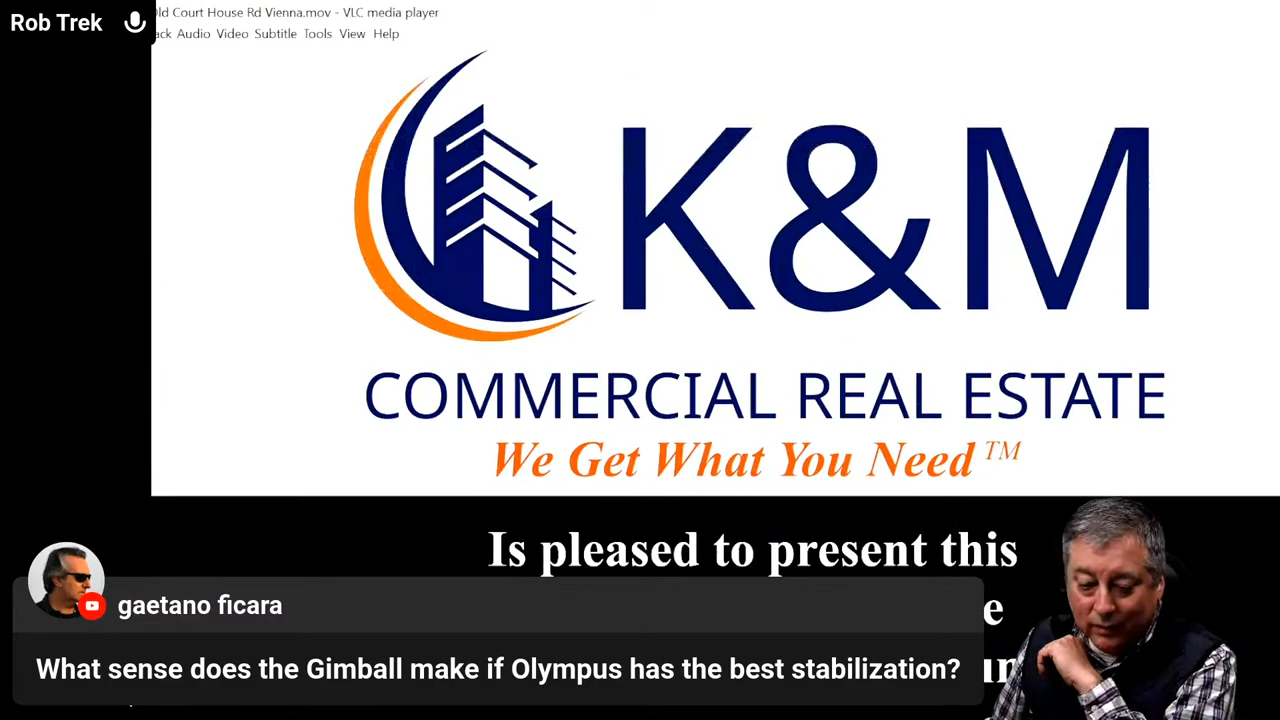 Rob Trek
Old Court House Rd Vienna.mov - VLC media player
Audio Video Subtitle Tools View Help
K&M
COMMERCIAL REAL ESTATE
We Get What You Need™
Is pleased to present this
gaetano ficara
What sense does the Gimball make if Olympus has the best stabilization?